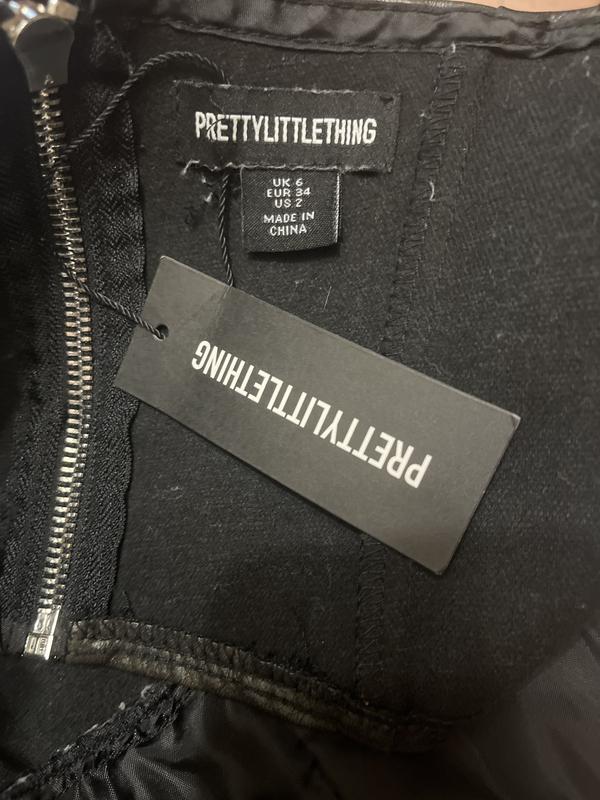 PRETTYLITTLETHING
UK 6
EUR 34
US 2
MADE IN
CHINA
PRETTYLITTLETHING